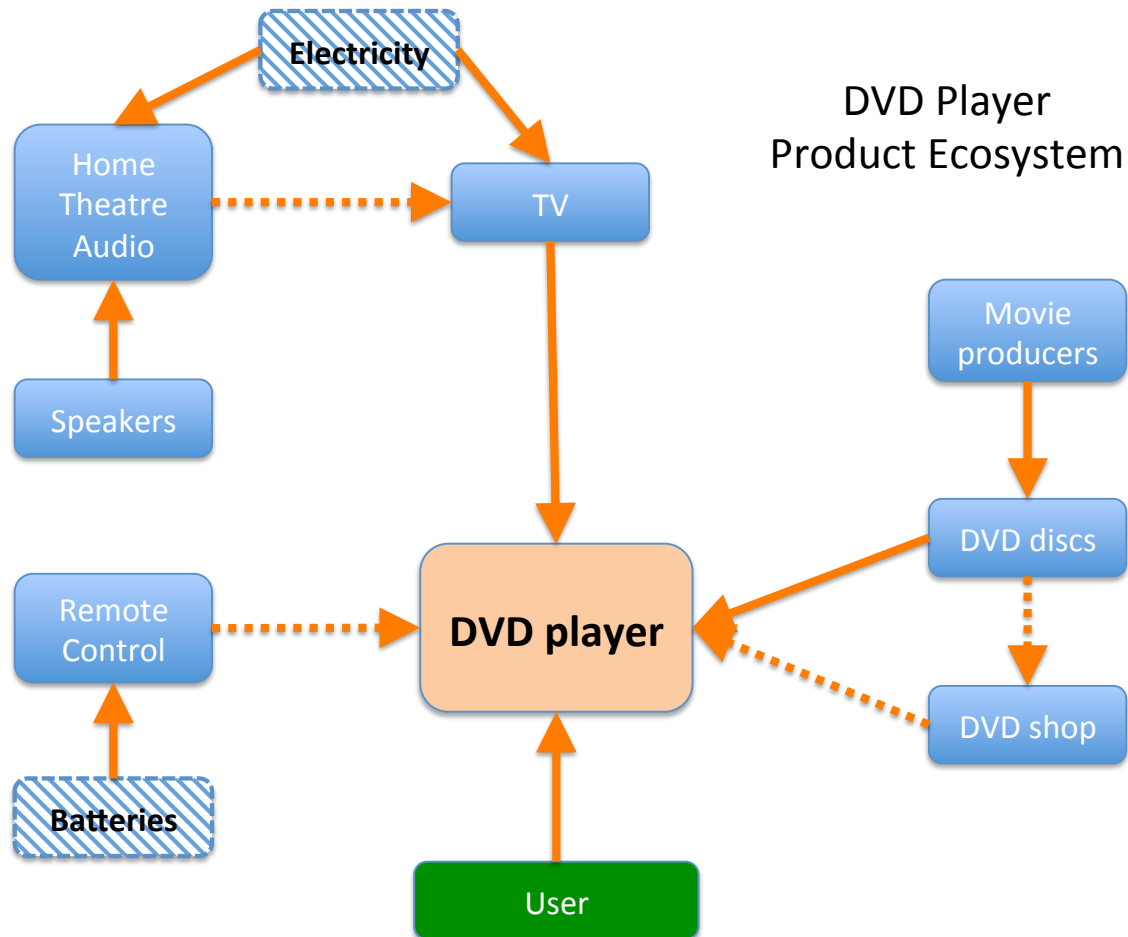 Electricity
DVD Player
Product Ecosystem
Home
Theatre
Audio
TV
Movie
producers
Speakers
DVD discs
Remote
Control
DVD player
DVD shop
Batteries
User